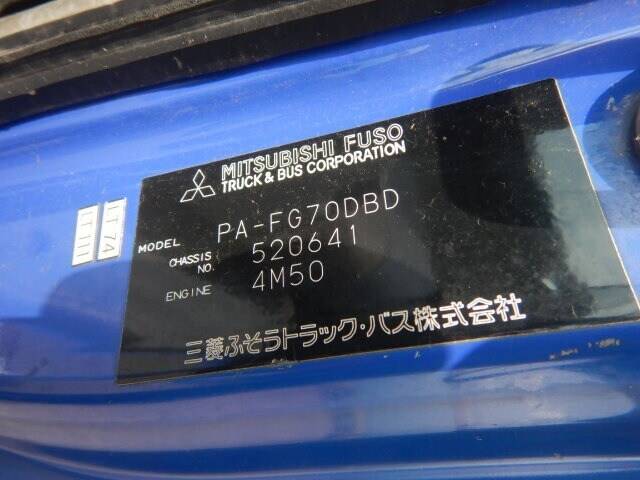 MITSUBISHI FUSO
TRUCK & BUS CORPORATION
MODEL PA-FG70DBD
CHASSIS NO. 520641
ENGINE 4M50
三菱ふそうトラック・バス株式会社